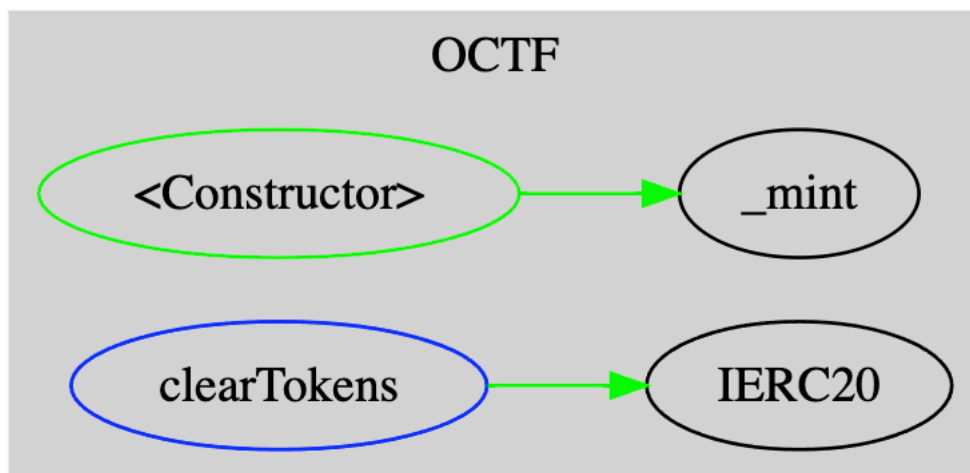 OCTF
<Constructor>
_mint
clearTokens
IERC20